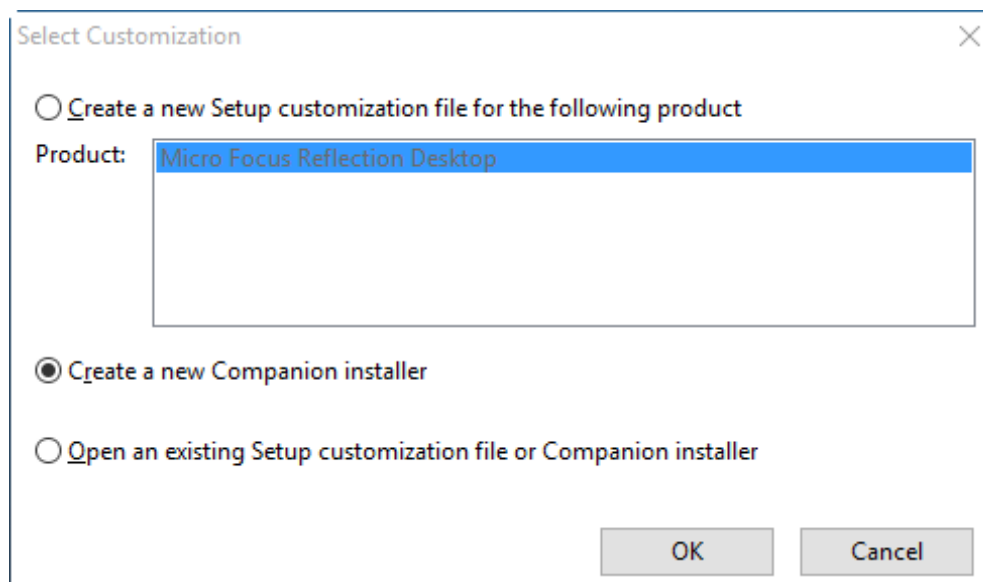 Select Customization
Create a new Setup customization file for the following product
Product:
Micro Focus Reflection Desktop
Create a new Companion installer
Open an existing Setup customization file or Companion installer
OK
Cancel